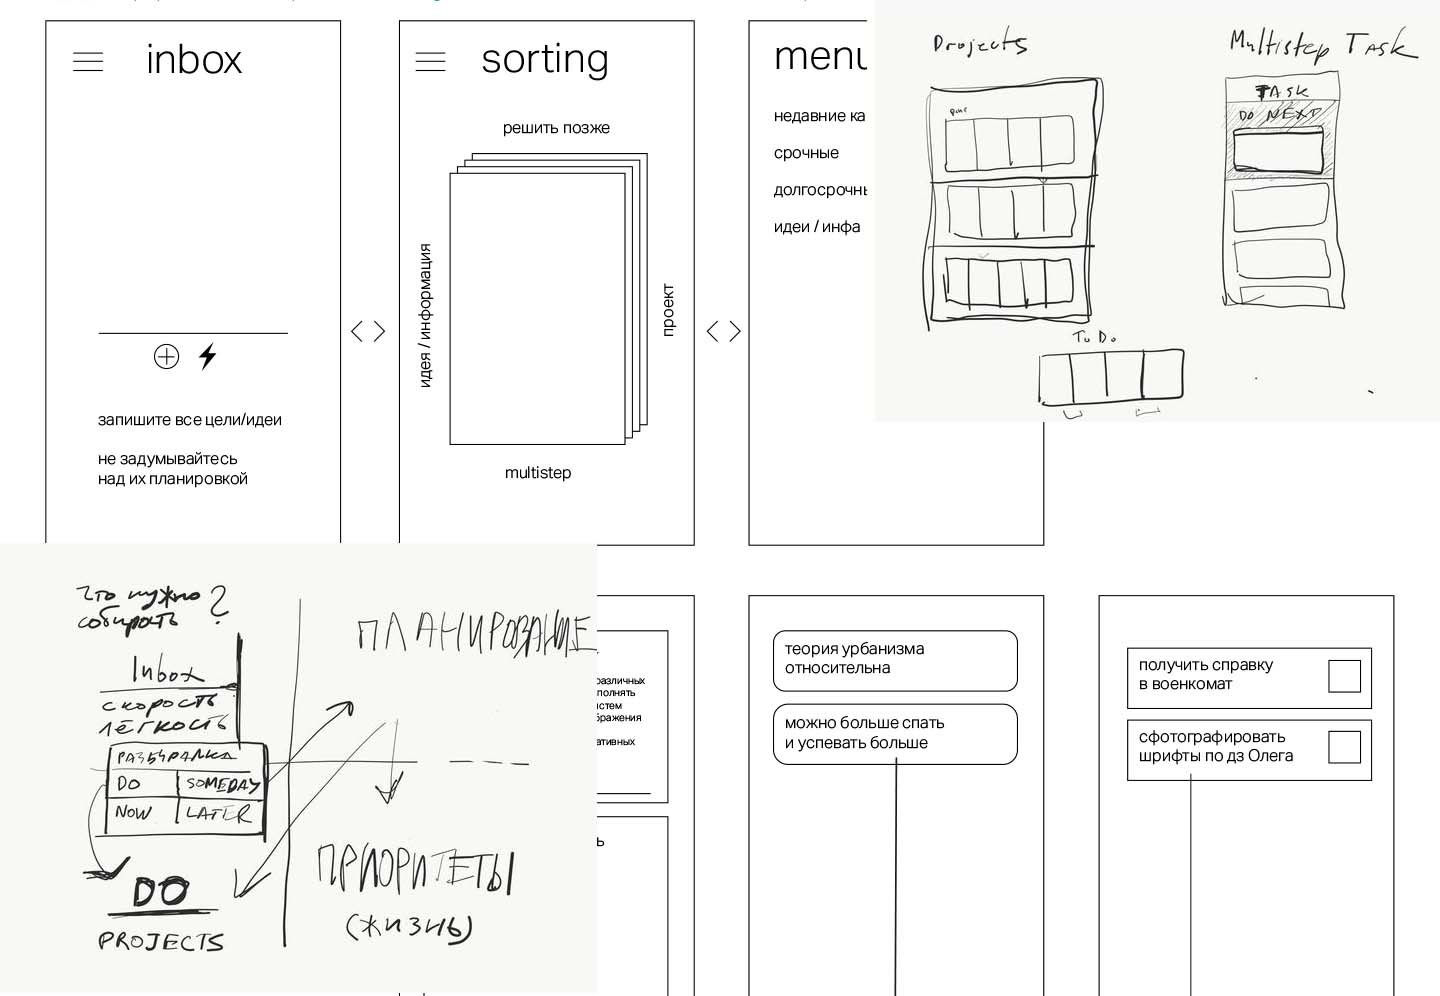 inbox
запишите все цели/идеи
не задумывайтесь
над их планировкой
sorting
решить позже
идея / информация
проект
multistep
menu
недавние ка
срочные
долгосрочн
идеи / инфа
Projects
Multistep Task
TASK
DO NEXT
To Do
Что нужно
собирать ?
Inbox
скорость
лёгкость
DO
SOMEDAY
NOW
LATER
DO
PROJECTS
ПЛАНИРОВАНИЕ
ПРИОРИТЕТЫ
(жизнь)
различных
полнять
истем
бражения
ативных
ь
теория урбанизма
относительна
можно больше спать
и успевать больше
получить справку
в военкомат
сфотографировать
шрифты по дз Олега